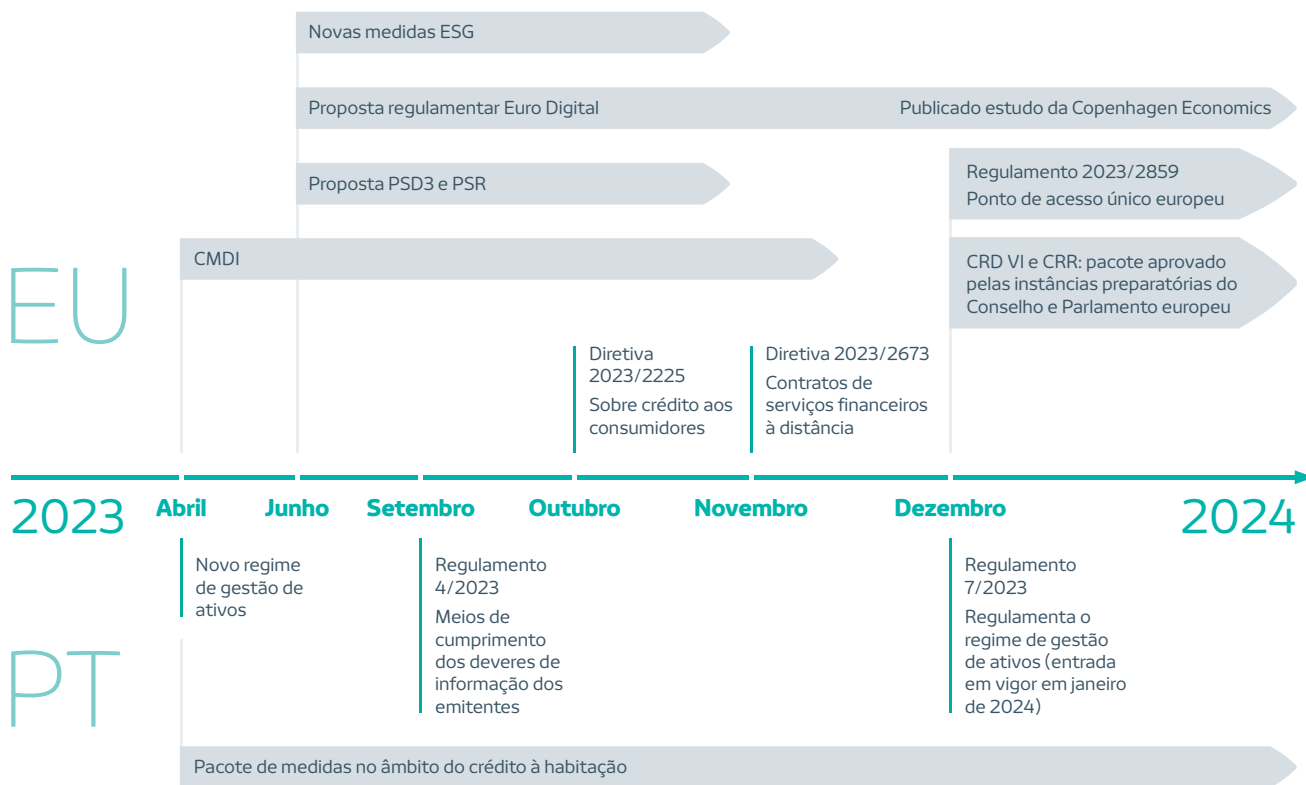 Novas medidas ESG
Proposta regulamentar Euro Digital
Publicado estudo da Copenhagen Economics
Proposta PSD3 e PSR
Regulamento 2023/2859
Ponto de acesso único europeu
CMDI
CRD VI e CRR: pacote aprovado
pelas instâncias preparatórias do
Conselho e Parlamento europeu
EU
Diretiva
2023/2225
Sobre crédito aos
consumidores
Diretiva 2023/2673
Contratos de
serviços financeiros
à distância
2023
Abril
Junho
Setembro
Outubro
Novembro
Dezembro
2024
Novo regime
de gestão de
ativos
Regulamento
4/2023
Meios de
cumprimento
dos deveres de
informação dos
emitentes
Regulamento
7/2023
Regulamenta o
regime de gestão
de ativos (entrada
em vigor em janeiro
de 2024)
PT
Pacote de medidas no âmbito do crédito à habitação